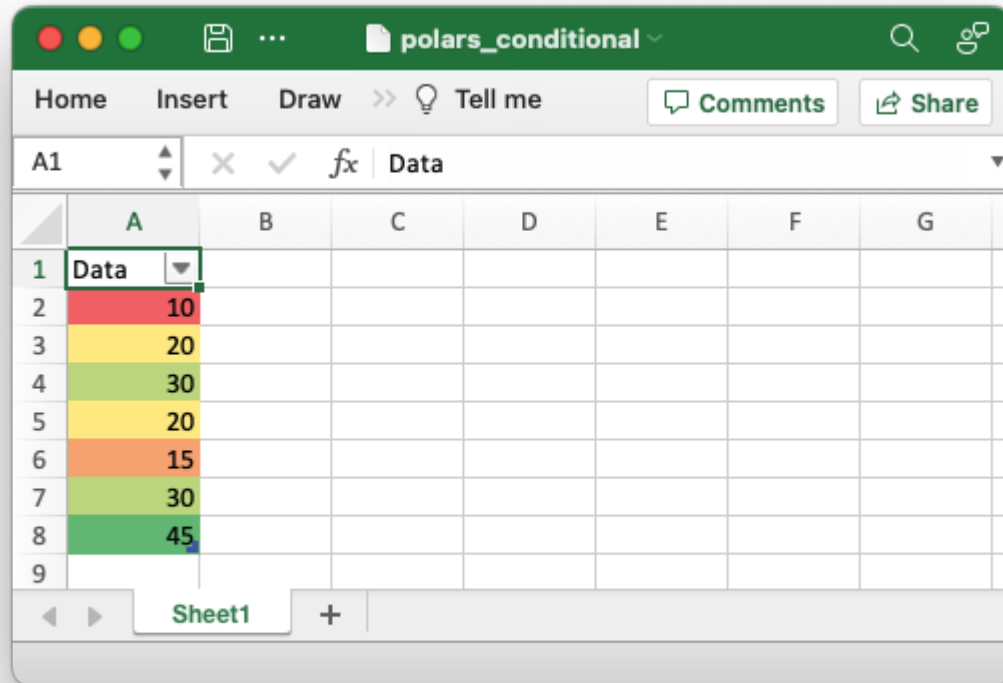 polars_conditional
Home Insert Draw Tell me Comments Share
A1 fx Data
A B C D E F G
1 Data
2 10
3 20
4 30
5 20
6 15
7 30
8 45
9
Sheet1 +